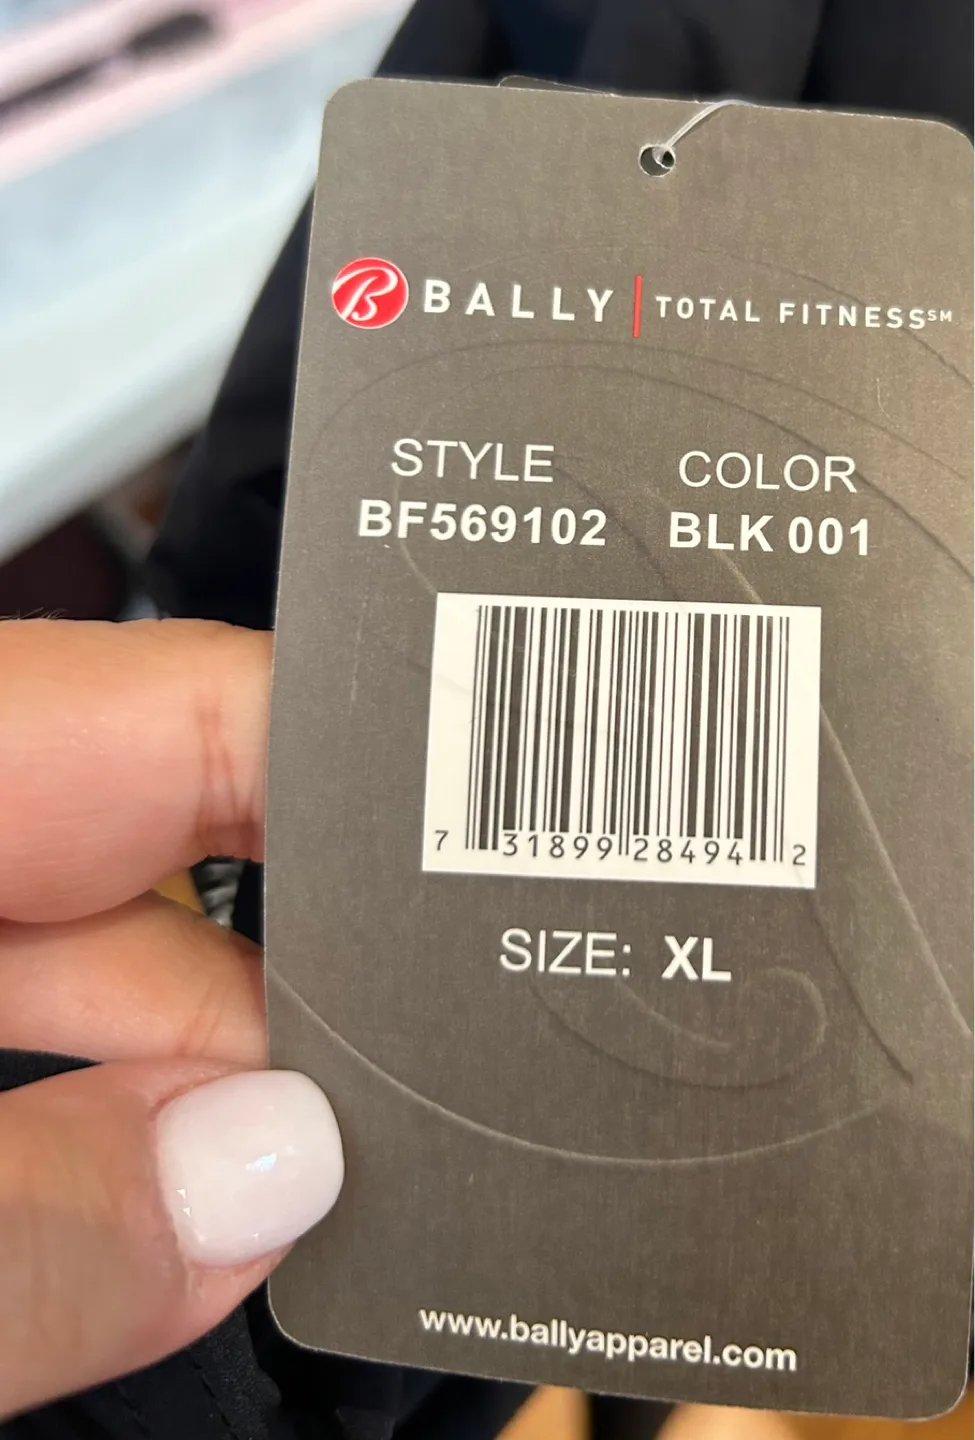 B BALLY | TOTAL FITNESS℠
STYLE COLOR
BF569102 BLK 001
7 31899 28494 2
SIZE: XL
www.ballyapparel.com